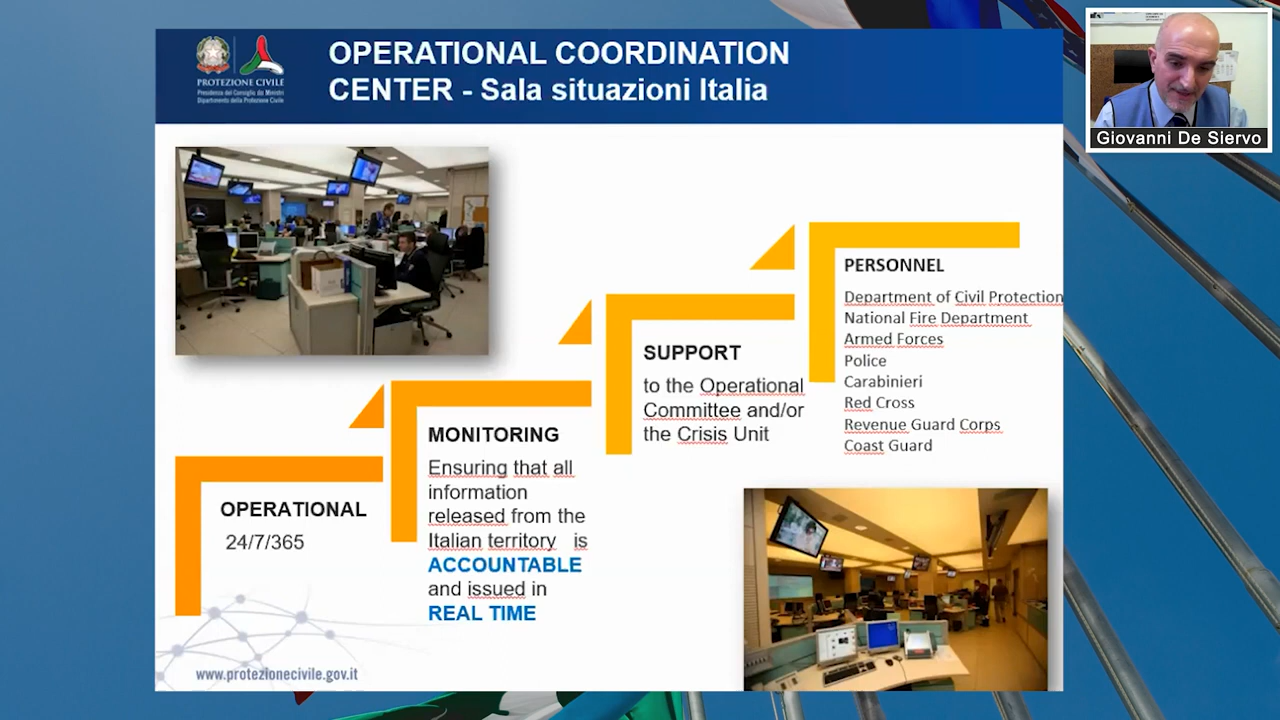 OPERATIONAL COORDINATION
CENTER - Sala situazioni Italia
PROTEZIONE CIVILE
Presidenza del Consiglio dei Ministri
Dipartimento della Protezione Civile
Giovanni De Siervo
OPERATIONAL
24/7/365
MONITORING
Ensuring that all
information
released from the
Italian territory is
ACCOUNTABLE
and issued in
REAL TIME
SUPPORT
to the Operational
Committee and/or
the Crisis Unit
PERSONNEL
Department of Civil Protection
National Fire Department
Armed Forces
Police
Carabinieri
Red Cross
Revenue Guard Corps
Coast Guard
www.protezionecivile.gov.it